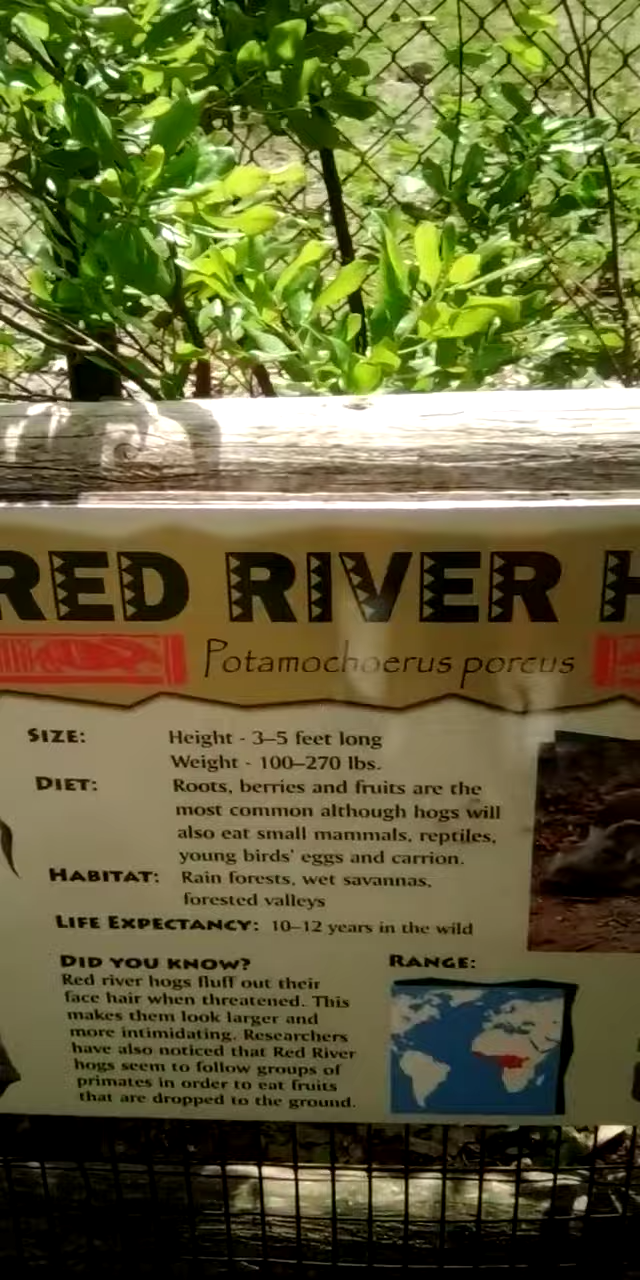 RED RIVER H
Potamochoerus porcus
SIZE: Height - 3–5 feet long
Weight - 100–270 lbs.
DIET: Roots, berries and fruits are the
most common although hogs will
also eat small mammals, reptiles,
young birds' eggs and carrion.
HABITAT: Rain forests, wet savannas,
forested valleys
LIFE EXPECTANCY: 10–12 years in the wild
DID YOU KNOW?
Red river hogs fluff out their
face hair when threatened. This
makes them look larger and
more intimidating. Researchers
have also noticed that Red River
hogs seem to follow groups of
primates in order to eat fruits
that are dropped to the ground.
RANGE: